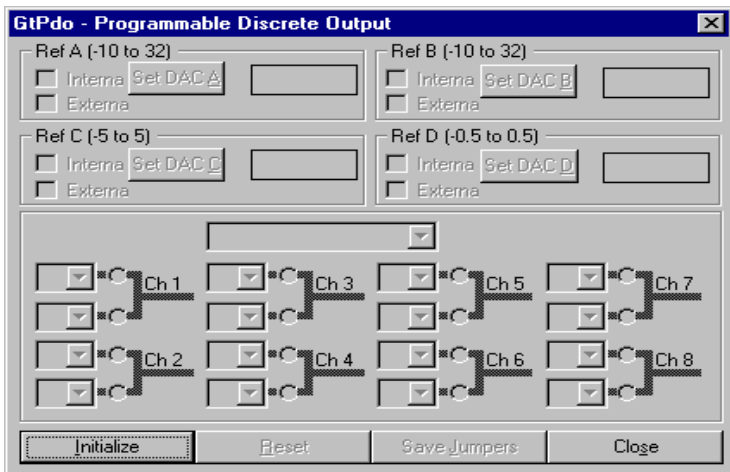 GtPdo - Programmable Discrete Output
Ref A (-10 to 32)
Interna Set DAC A
Externa
Ref B (-10 to 32)
Interna Set DAC B
Externa
Ref C (-5 to 5)
Interna Set DAC C
Externa
Ref D (-0.5 to 0.5)
Interna Set DAC D
Externa
Ch 1 Ch 3 Ch 5 Ch 7
Ch 2 Ch 4 Ch 6 Ch 8
Initialize Reset Save Jumpers Close